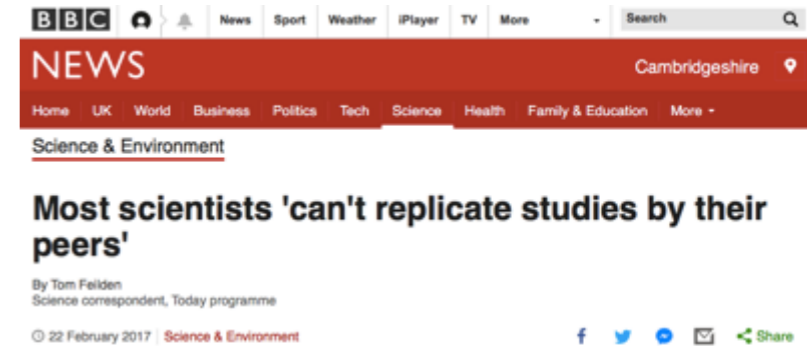 BBC News Sport Weather iPlayer TV More Search
NEWS Cambridgeshire
Home UK World Business Politics Tech Science Health Family & Education More
Science & Environment
Most scientists 'can't replicate studies by their
peers'
By Tom Feilden
Science correspondent, Today programme
22 February 2017 Science & Environment Share